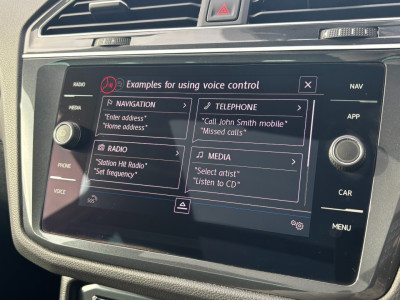 RADIO
MEDIA
PHONE
VOICE
Examples for using voice control
NAVIGATION
"Enter address"
"Home address"
TELEPHONE
"Call John Smith mobile"
"Missed calls"
RADIO
"Station Hit Radio"
"Set frequency"
MEDIA
"Select artist"
"Listen to CD"
NAV
APP
CAR
MENU